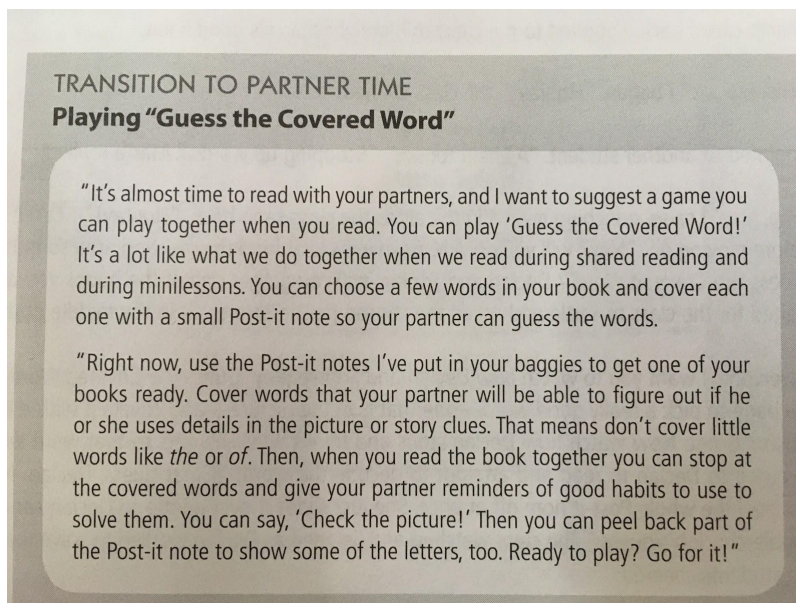 TRANSITION TO PARTNER TIME
Playing “Guess the Covered Word”
“It’s almost time to read with your partners, and I want to suggest a game you
can play together when you read. You can play ‘Guess the Covered Word!’
It’s a lot like what we do together when we read during shared reading and
during minilessons. You can choose a few words in your book and cover each
one with a small Post-it note so your partner can guess the words.
“Right now, use the Post-it notes I’ve put in your baggies to get one of your
books ready. Cover words that your partner will be able to figure out if he
or she uses details in the picture or story clues. That means don’t cover little
words like the or of. Then, when you read the book together you can stop at
the covered words and give your partner reminders of good habits to use to
solve them. You can say, ‘Check the picture!’ Then you can peel back part of
the Post-it note to show some of the letters, too. Ready to play? Go for it!”